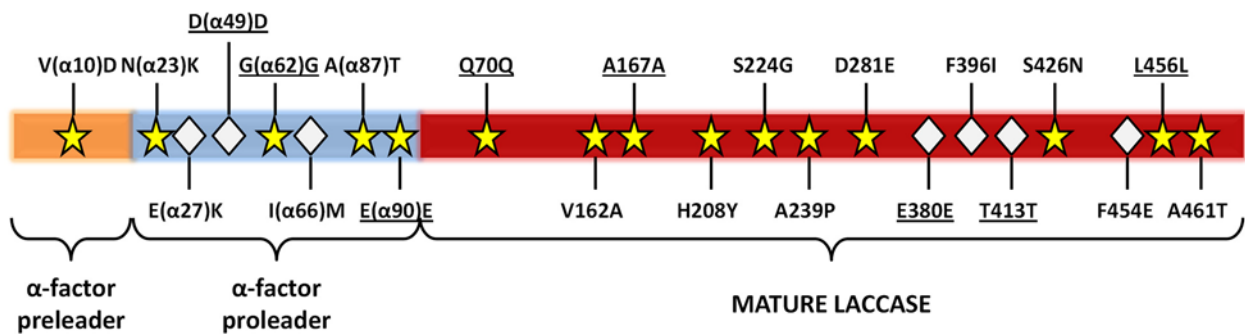 D(α49)D
V(α10)D N(α23)K G(α62)G A(α87)T Q70Q A167A S224G D281E F396I S426N L456L
E(α27)K I(α66)M E(α90)E V162A H208Y A239P E380E T413T F454E A461T
α-factor
preleader
α-factor
proleader
MATURE LACCASE